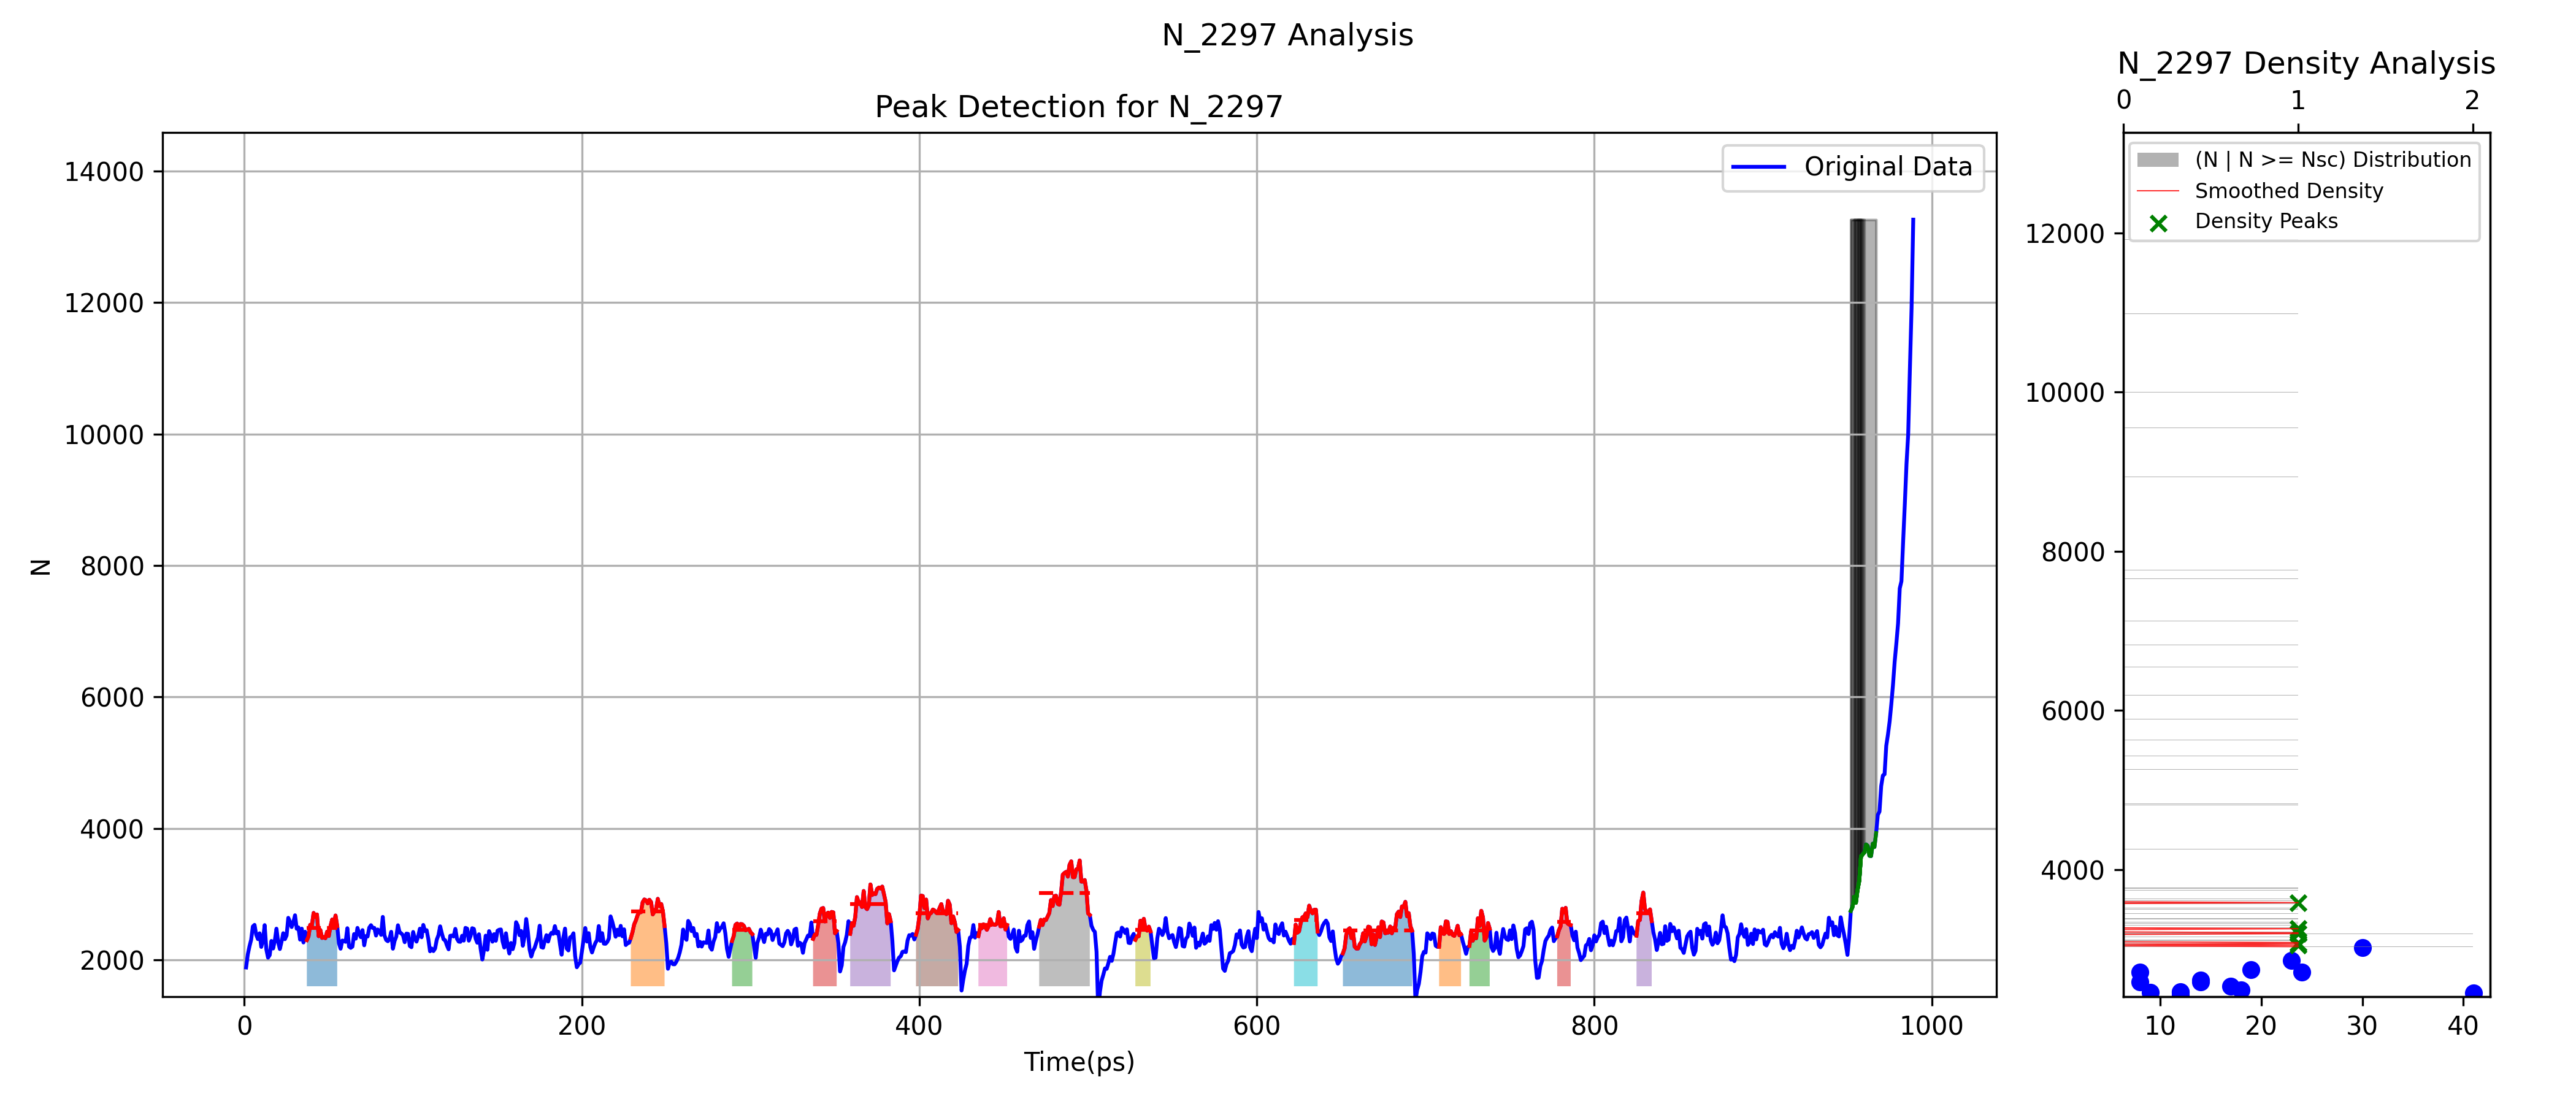 N_2297 Analysis
Peak Detection for N_2297
N
14000
12000
10000
8000
6000
4000
2000
0 200 400 600 800 1000
Time(ps)
Original Data
N_2297 Density Analysis
0 1 2
(N | N >= Nsc) Distribution
Smoothed Density
Density Peaks
12000
10000
8000
6000
4000
10 20 30 40